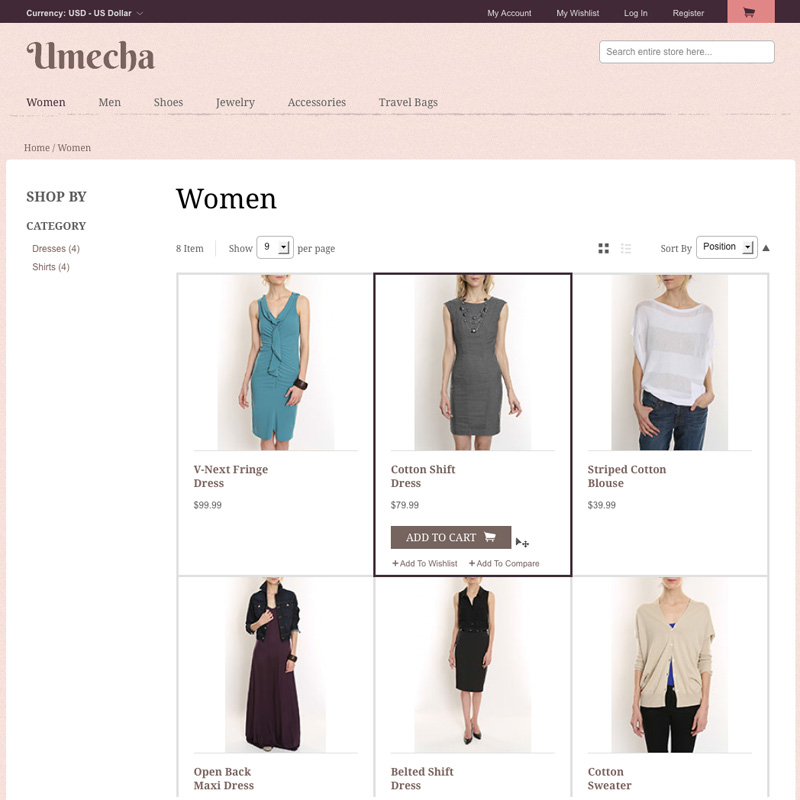 Currency: USD - US Dollar
My Account My Wishlist Log In Register
Umecha
Search entire store here...
Women Men Shoes Jewelry Accessories Travel Bags
Home / Women
SHOP BY
CATEGORY
Dresses (4)
Shirts (4)
Women
8 Item Show 9 per page Sort By Position
V-Next Fringe
Dress
$99.99
Cotton Shift
Dress
$79.99
ADD TO CART
+ Add To Wishlist + Add To Compare
Striped Cotton
Blouse
$39.99
Open Back
Maxi Dress
Belted Shift
Dress
Cotton
Sweater